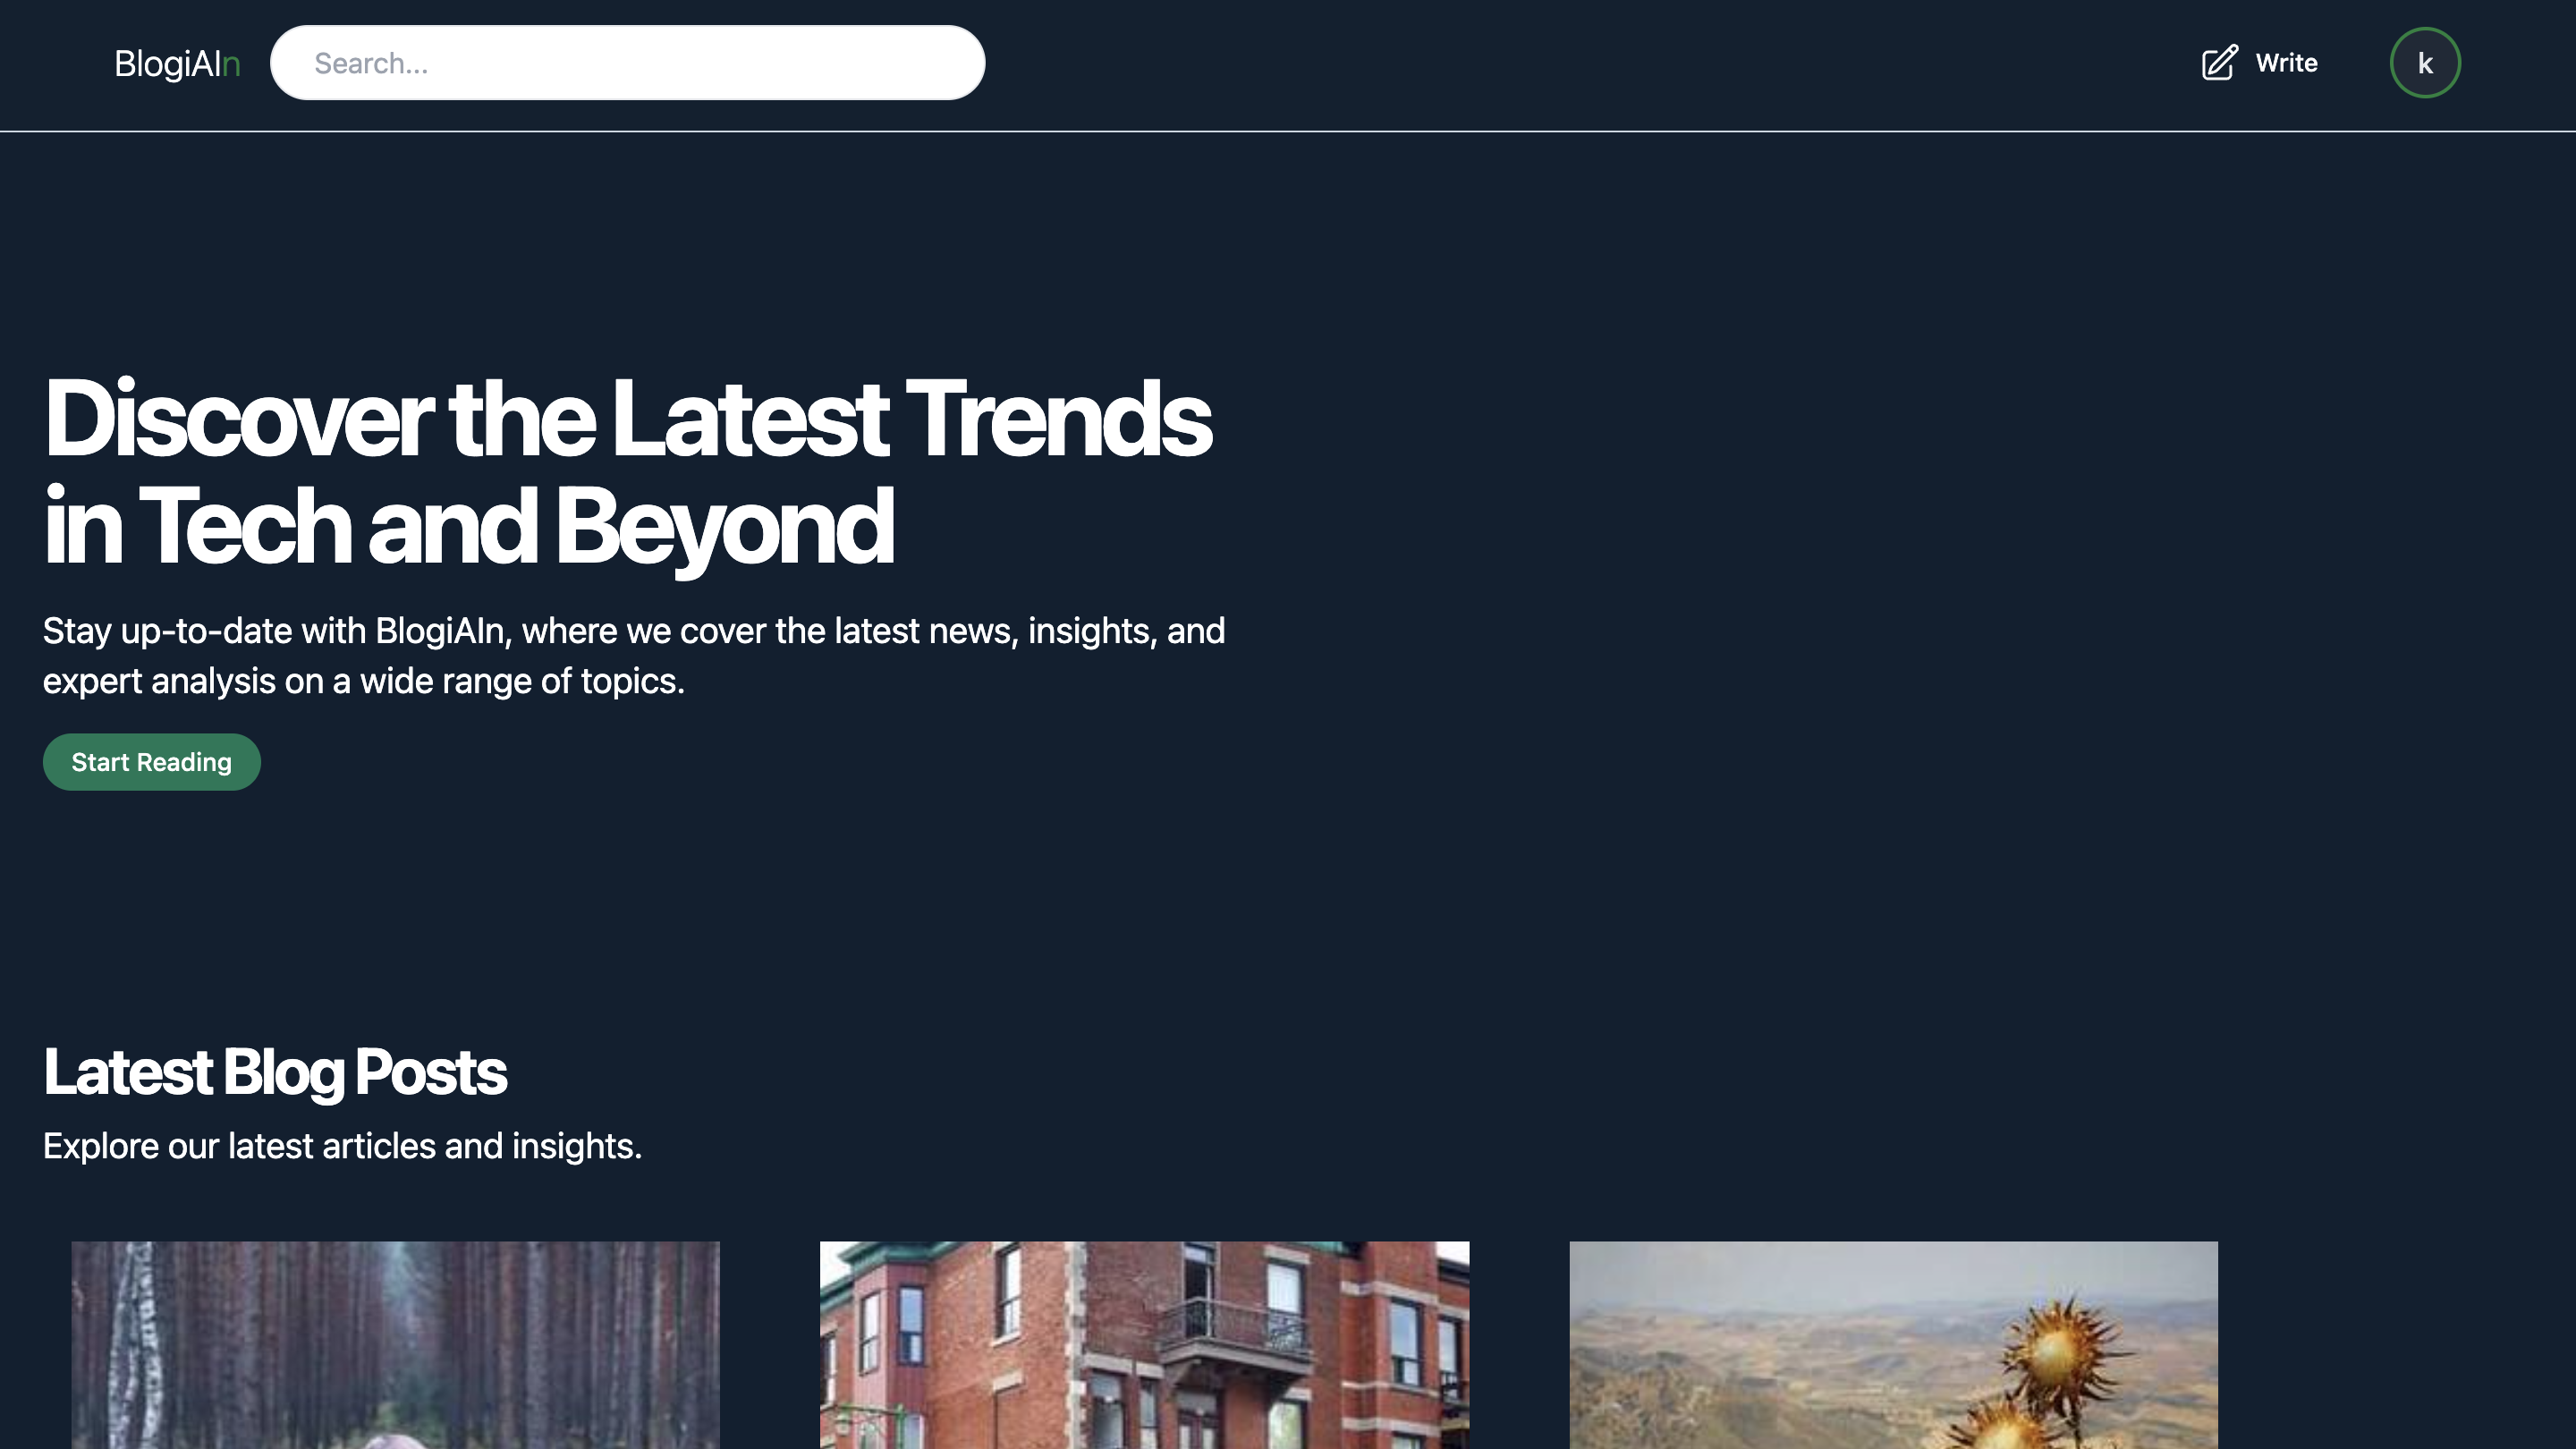 BlogiAIn
Search...
Write
k
Discover the Latest Trends
in Tech and Beyond
Stay up-to-date with BlogiAIn, where we cover the latest news, insights, and
expert analysis on a wide range of topics.
Start Reading
Latest Blog Posts
Explore our latest articles and insights.